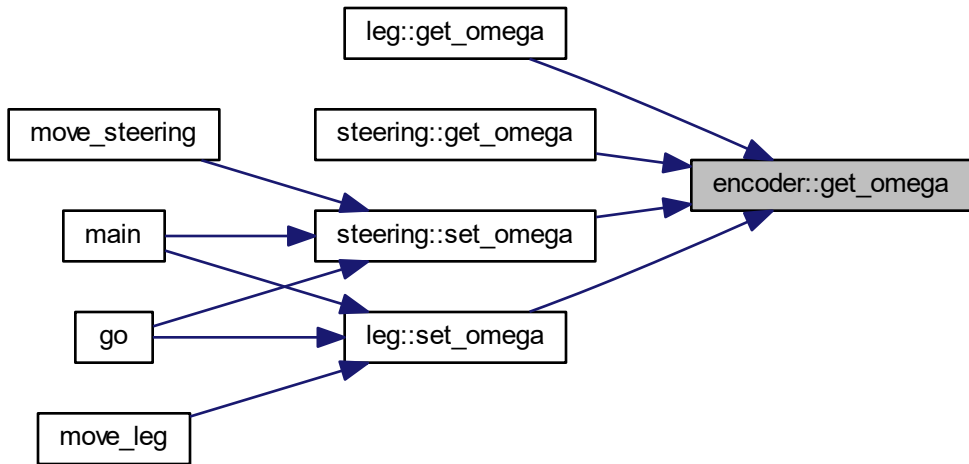 leg::get_omega
move_steering
steering::get_omega
encoder::get_omega
main
steering::set_omega
go
leg::set_omega
move_leg